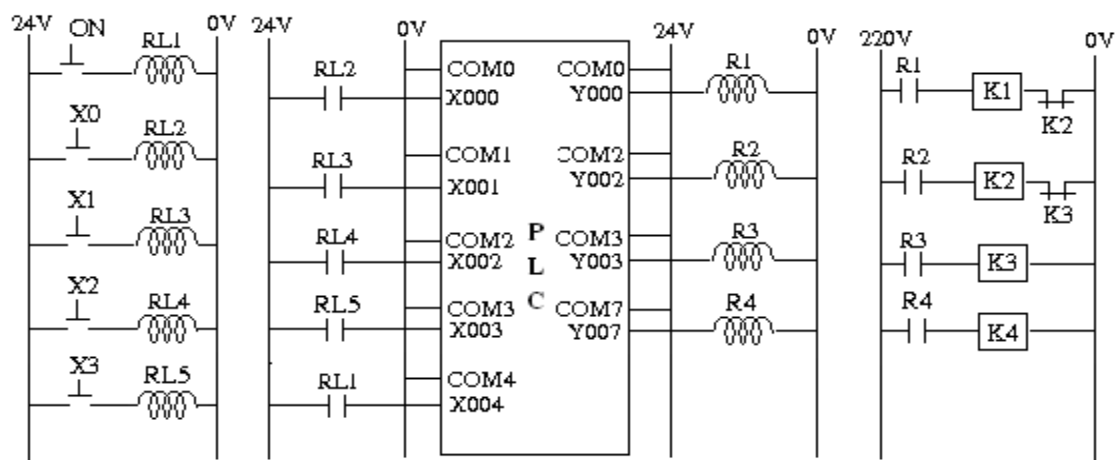 24V
ON
RL1
0V
X0
RL2
X1
RL3
X2
RL4
X3
RL5
24V
0V
RL2
RL3
RL4
RL5
RL1
COM0
X000
COM1
X001
COM2
X002
COM3
X003
COM4
X004
P
L
C
COM0
Y000
COM2
Y002
COM3
Y003
COM7
Y007
24V
0V
R1
R2
R3
R4
220V
0V
R1
K1
K2
R2
K2
K3
R3
K3
R4
K4